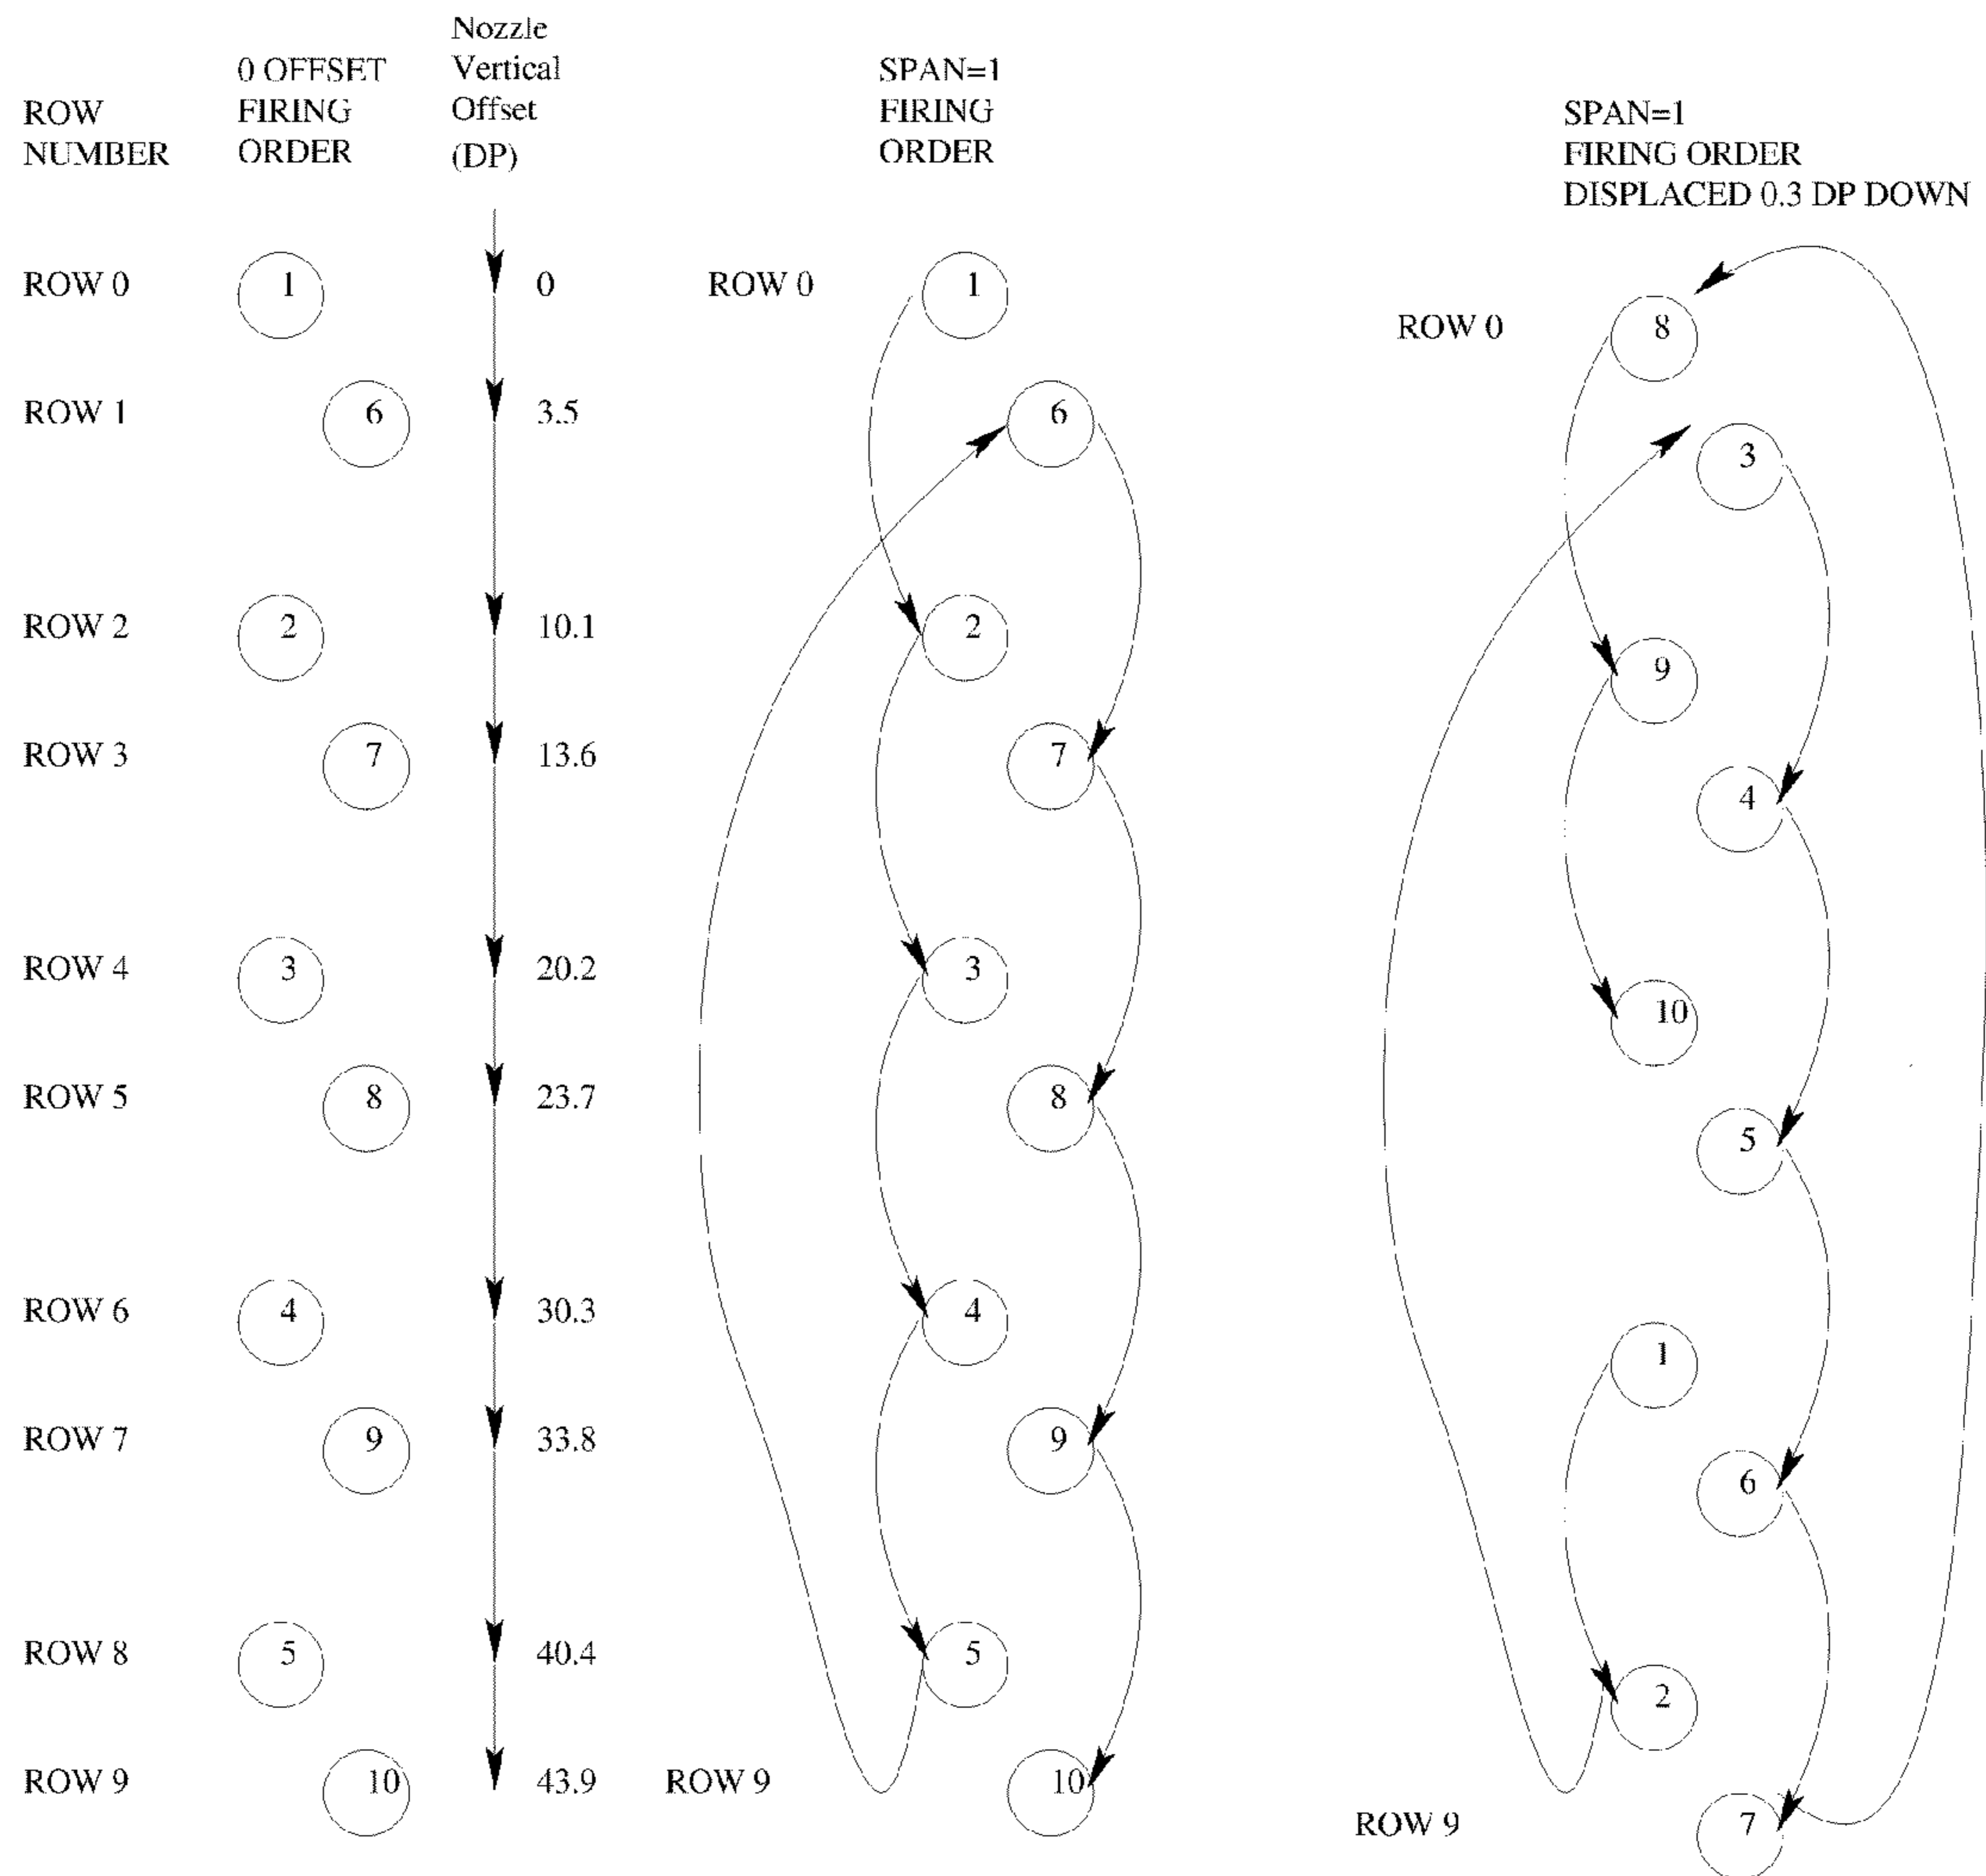 ROW
NUMBER
0 OFFSET
FIRING
ORDER
Nozzle
Vertical
Offset
(DP)
SPAN=1
FIRING
ORDER
SPAN=1
FIRING ORDER
DISPLACED 0.3 DP DOWN
ROW 0
1
0
ROW 1
6
3.5
ROW 2
2
10.1
ROW 3
7
13.6
ROW 4
3
20.2
ROW 5
8
23.7
ROW 6
4
30.3
ROW 7
9
33.8
ROW 8
5
40.4
ROW 9
10
43.9
ROW 0
1
6
2
7
3
8
4
9
5
ROW 9
10
ROW 0
8
3
9
4
10
5
1
6
2
ROW 9
7